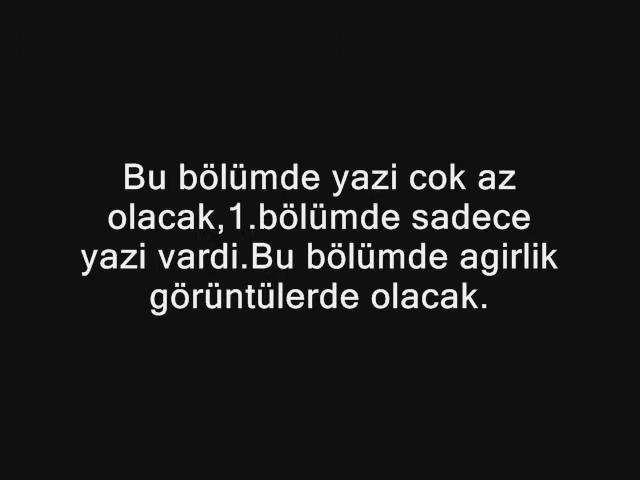 Bu bölümde yazi cok az
olacak,1.bölümde sadece
yazi vardi.Bu bölümde agirlik
görüntülerde olacak.